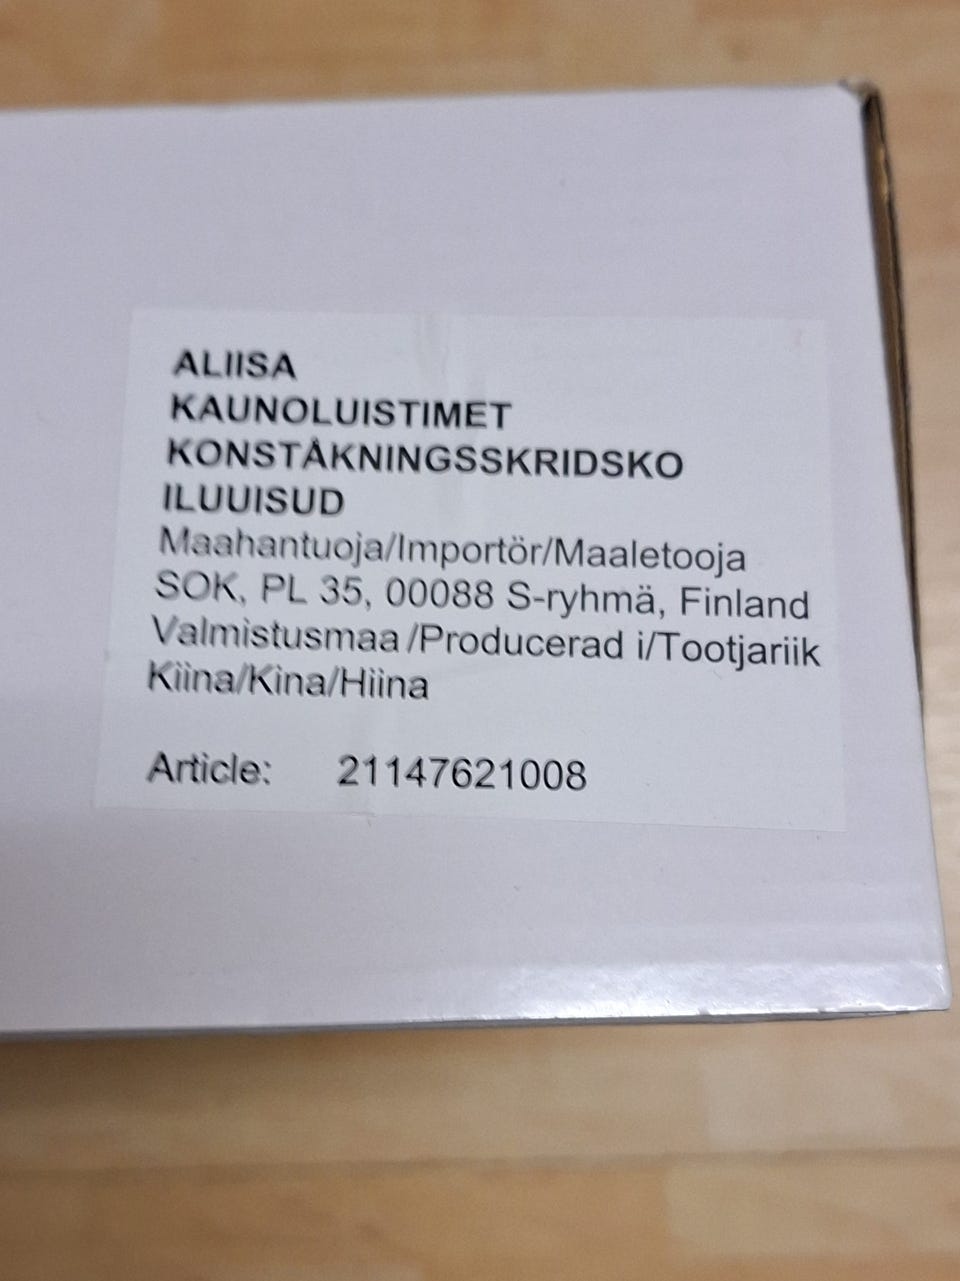 ALIISA
KAUNOLUISTIMET
KONSTÅKNINGSSKRIDSKO
ILUUISUD
Maahantuoja/Importör/Maaletooja
SOK, PL 35, 00088 S-ryhmä, Finland
Valmistusmaa /Producerad i/Tootjariik
Kiina/Kina/Hiina
Article: 21147621008